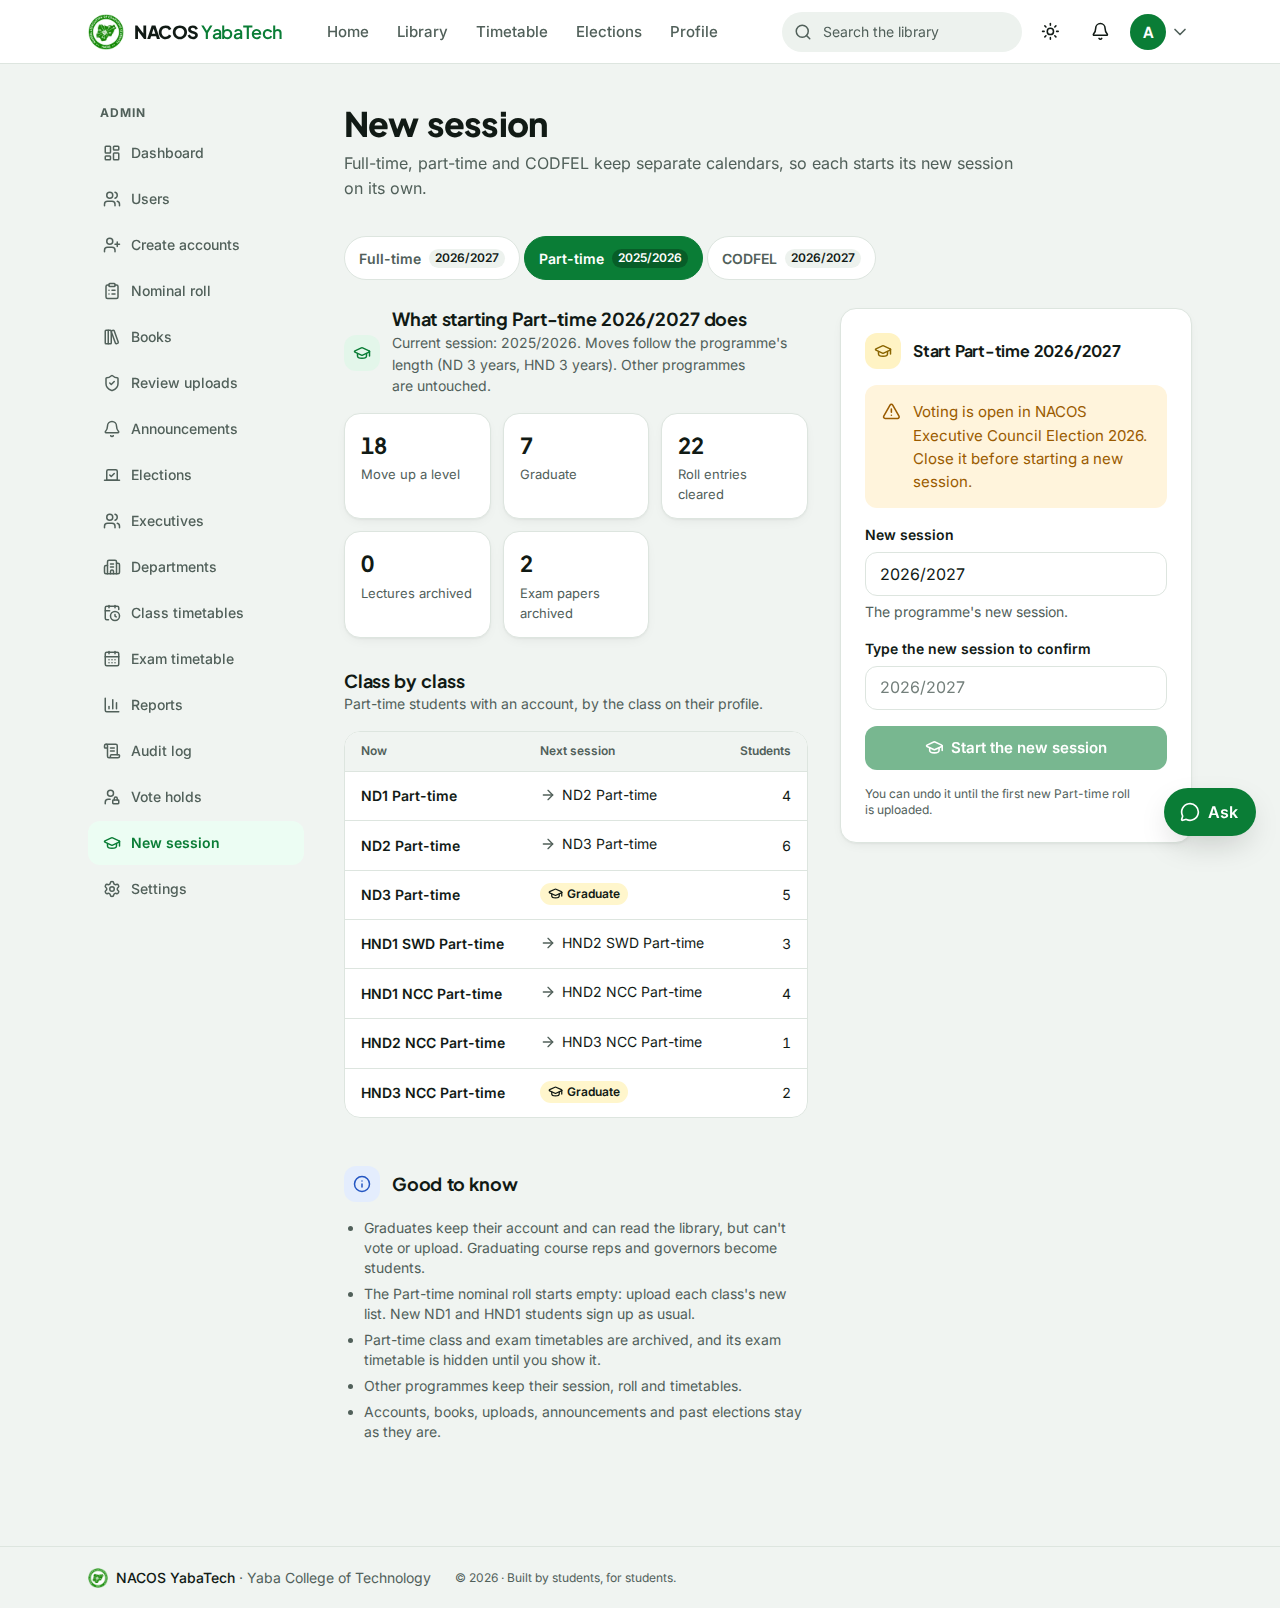 NACOS YabaTech
Home
Library
Timetable
Elections
Profile
Search the library
A
ADMIN
Dashboard
Users
Create accounts
Nominal roll
Books
Review uploads
Announcements
Elections
Executives
Departments
Class timetables
Exam timetable
Reports
Audit log
Vote holds
New session
Settings
New session
Full-time, part-time and CODFEL keep separate calendars, so each starts its new session
on its own.
Full-time 2026/2027
Part-time 2025/2026
CODFEL 2026/2027
What starting Part-time 2026/2027 does
Current session: 2025/2026. Moves follow the programme's
length (ND 3 years, HND 3 years). Other programmes
are untouched.
18
Move up a level
7
Graduate
22
Roll entries
cleared
0
Lectures archived
2
Exam papers
archived
Class by class
Part-time students with an account, by the class on their profile.
Now Next session Students
ND1 Part-time → ND2 Part-time 4
ND2 Part-time → ND3 Part-time 6
ND3 Part-time Graduate 5
HND1 SWD Part-time → HND2 SWD Part-time 3
HND1 NCC Part-time → HND2 NCC Part-time 4
HND2 NCC Part-time → HND3 NCC Part-time 1
HND3 NCC Part-time Graduate 2
Good to know
• Graduates keep their account and can read the library, but can't
vote or upload. Graduating course reps and governors become
students.
• The Part-time nominal roll starts empty: upload each class's new
list. New ND1 and HND1 students sign up as usual.
• Part-time class and exam timetables are archived, and its exam
timetable is hidden until you show it.
• Other programmes keep their session, roll and timetables.
• Accounts, books, uploads, announcements and past elections stay
as they are.
Start Part-time 2026/2027
Voting is open in NACOS
Executive Council Election 2026.
Close it before starting a new
session.
New session
2026/2027
The programme's new session.
Type the new session to confirm
2026/2027
Start the new session
You can undo it until the first new Part-time roll
is uploaded.
Ask
NACOS YabaTech · Yaba College of Technology
© 2026 · Built by students, for students.